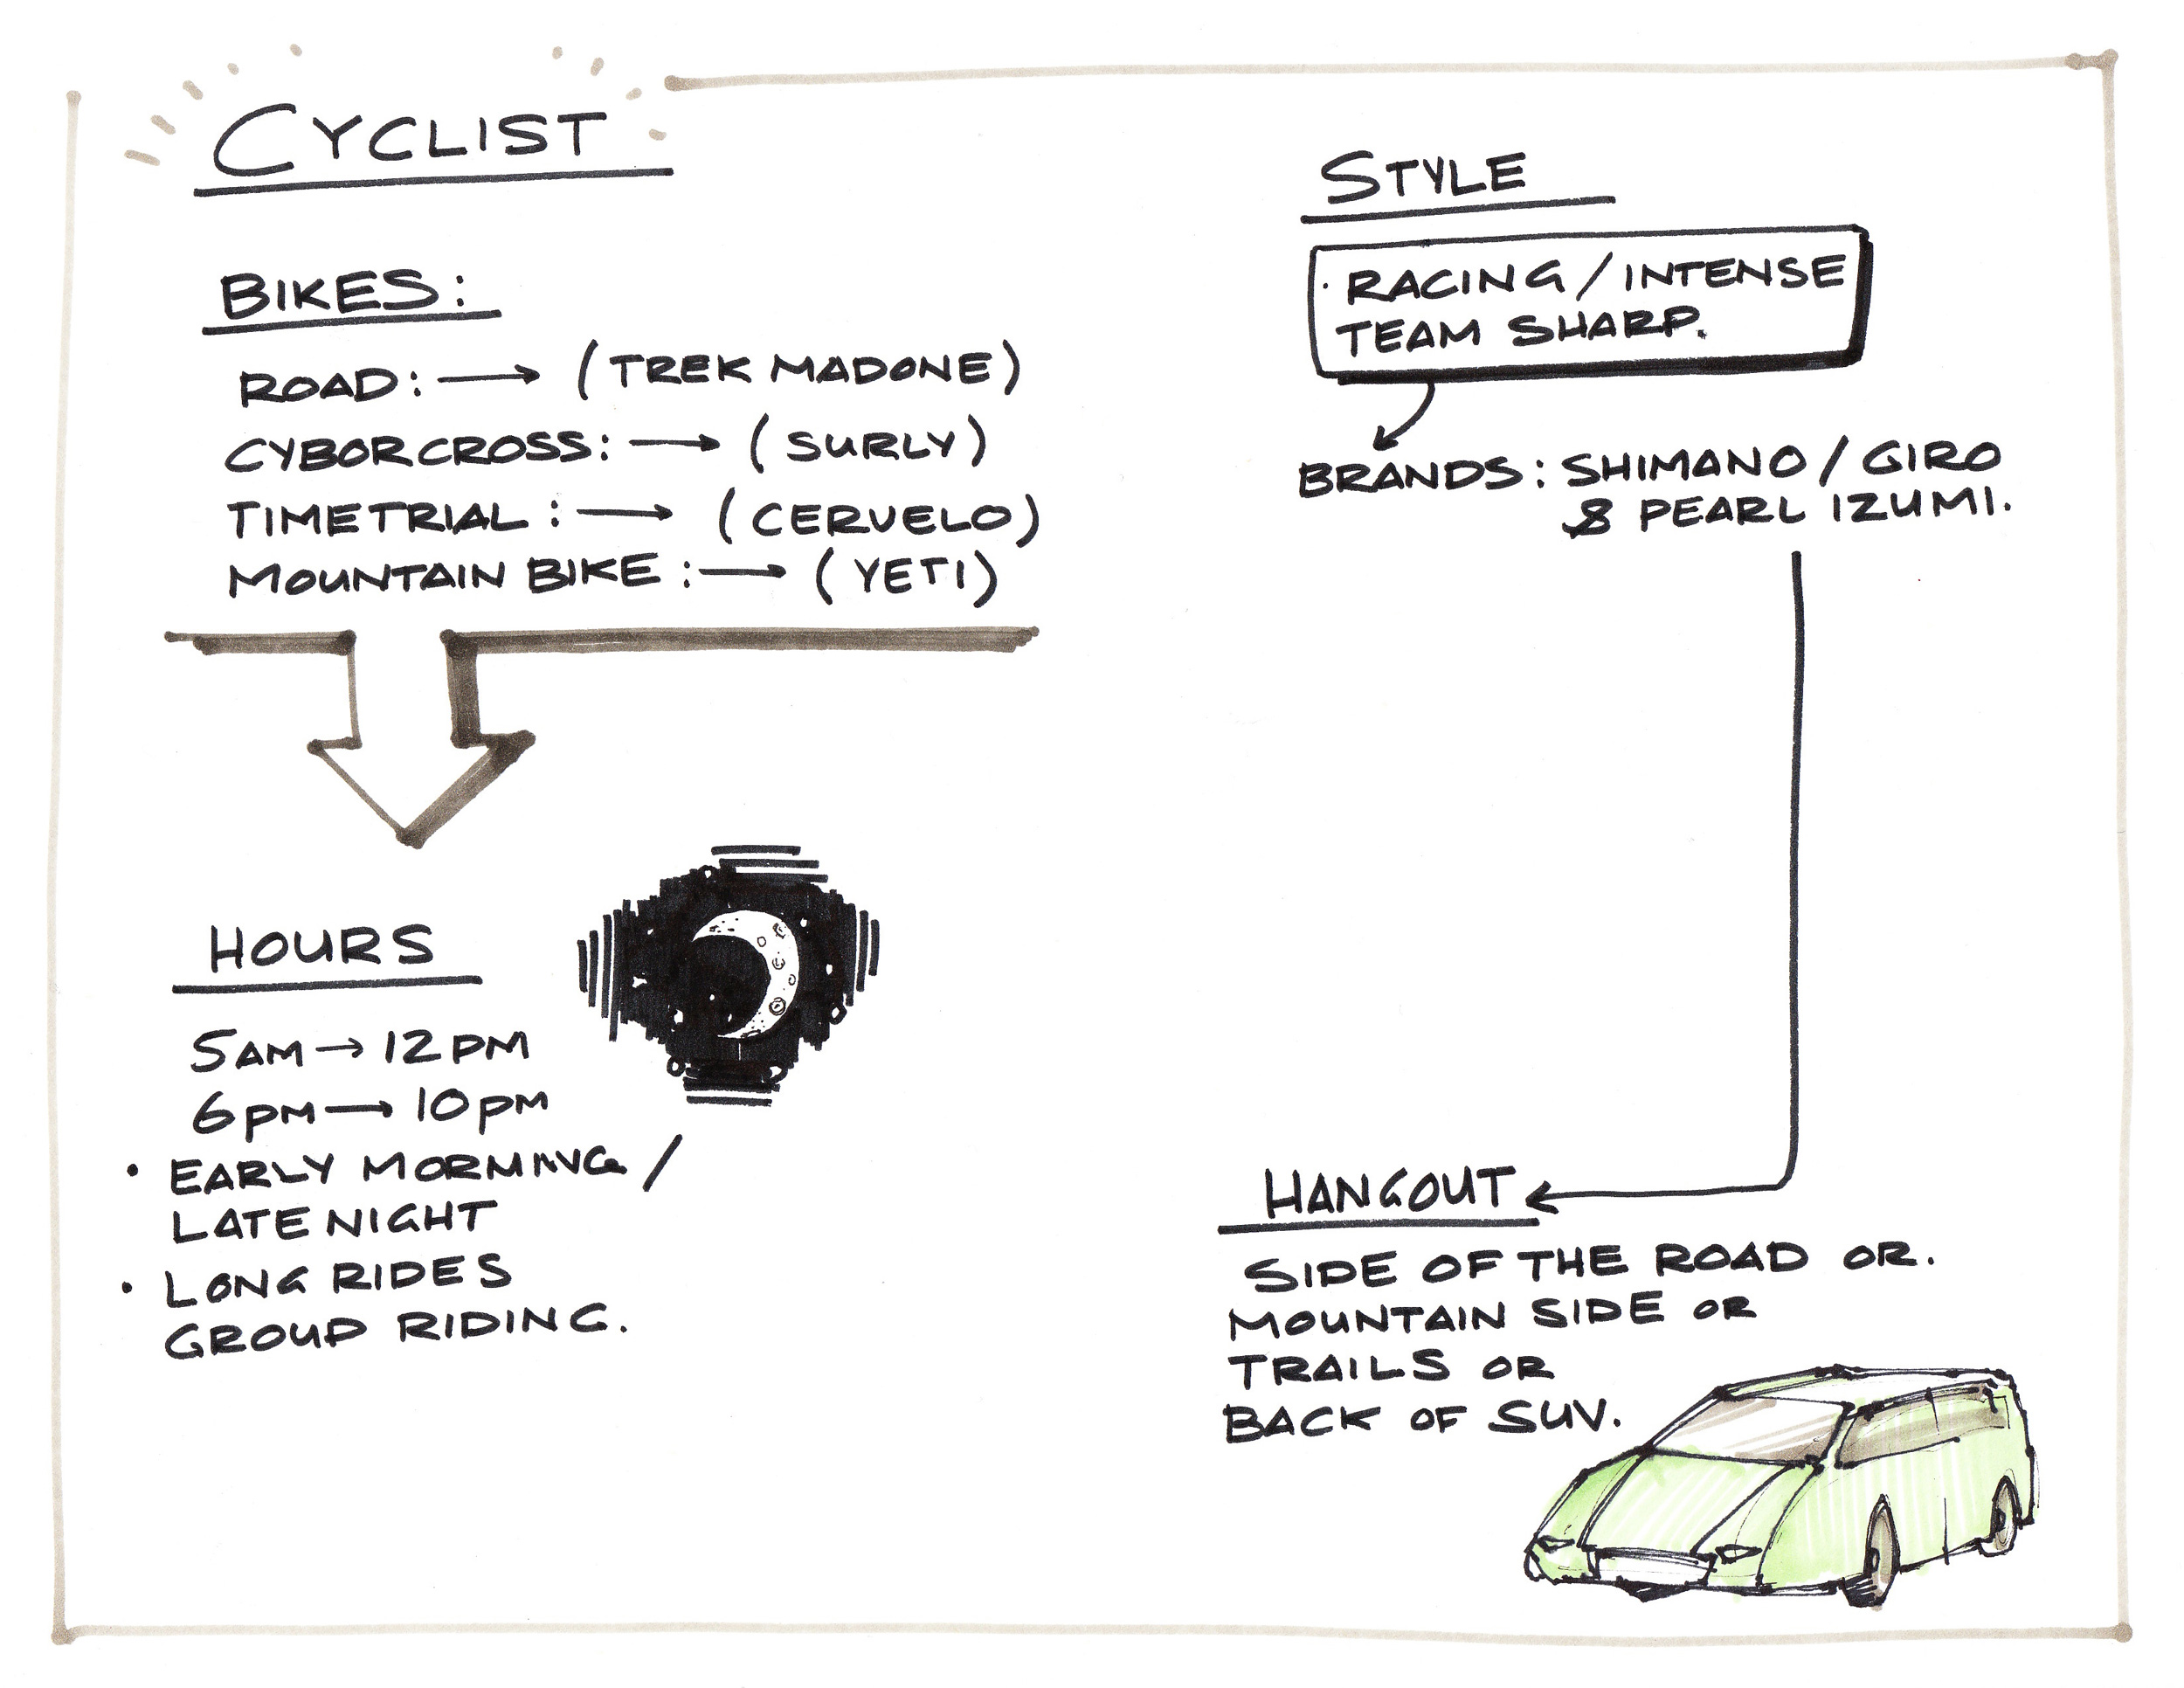 CYCLIST
BIKES:
ROAD: → (TREK MADONE)
CYBORCROSS: → (SURLY)
TIMETRIAL: → (CERVELO)
MOUNTAIN BIKE: → (YETI)
HOURS
5AM → 12PM
6PM → 10PM
• EARLY MORNING /
LATE NIGHT
• LONG RIDES
GROUP RIDING.
STYLE
· RACING / INTENSE
TEAM SHARP.
BRANDS: SHIMANO / GIRO
& PEARL IZUMI.
HANGOUT
SIDE OF THE ROAD OR.
MOUNTAIN SIDE OR
TRAILS OR
BACK OF SUV.